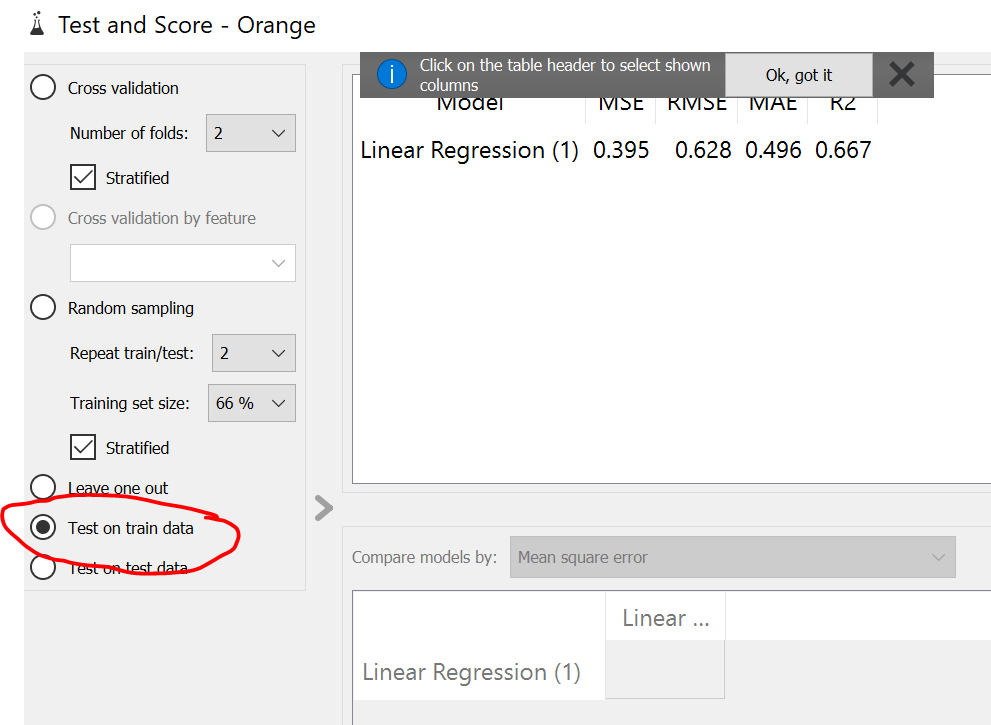 Test and Score - Orange
Cross validation
Number of folds: 2
Stratified
Cross validation by feature
Random sampling
Repeat train/test: 2
Training set size: 66 %
Stratified
Leave one out
Test on train data
Test on test data
Click on the table header to select shown
columns
Ok, got it
Model MSE RMSE MAE R2
Linear Regression (1) 0.395 0.628 0.496 0.667
Compare models by: Mean square error
Linear ...
Linear Regression (1)